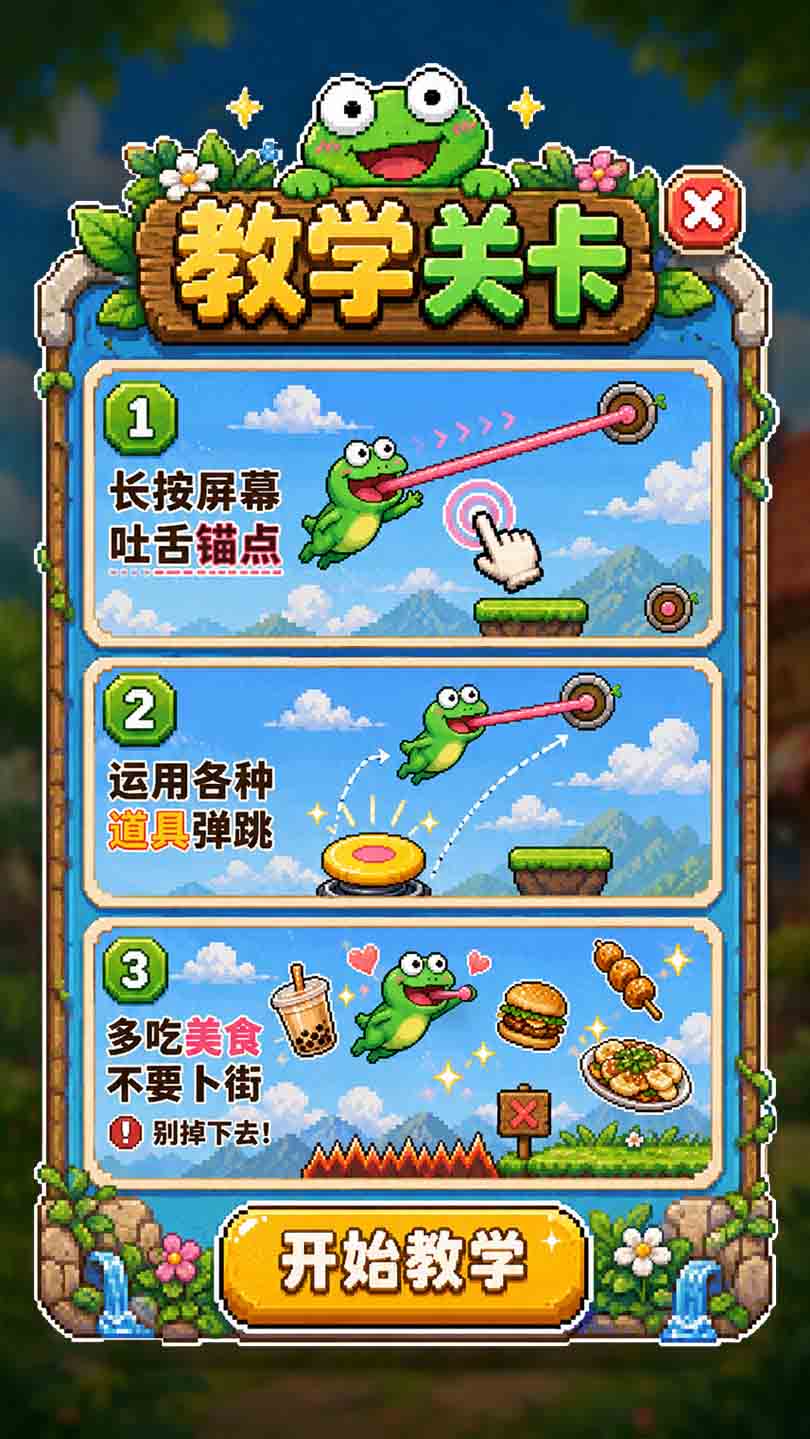 教学关卡
1
长按屏幕
吐舌锚点
2
运用各种
道具弹跳
3
多吃美食
不要卜街
! 别掉下去!
开始教学